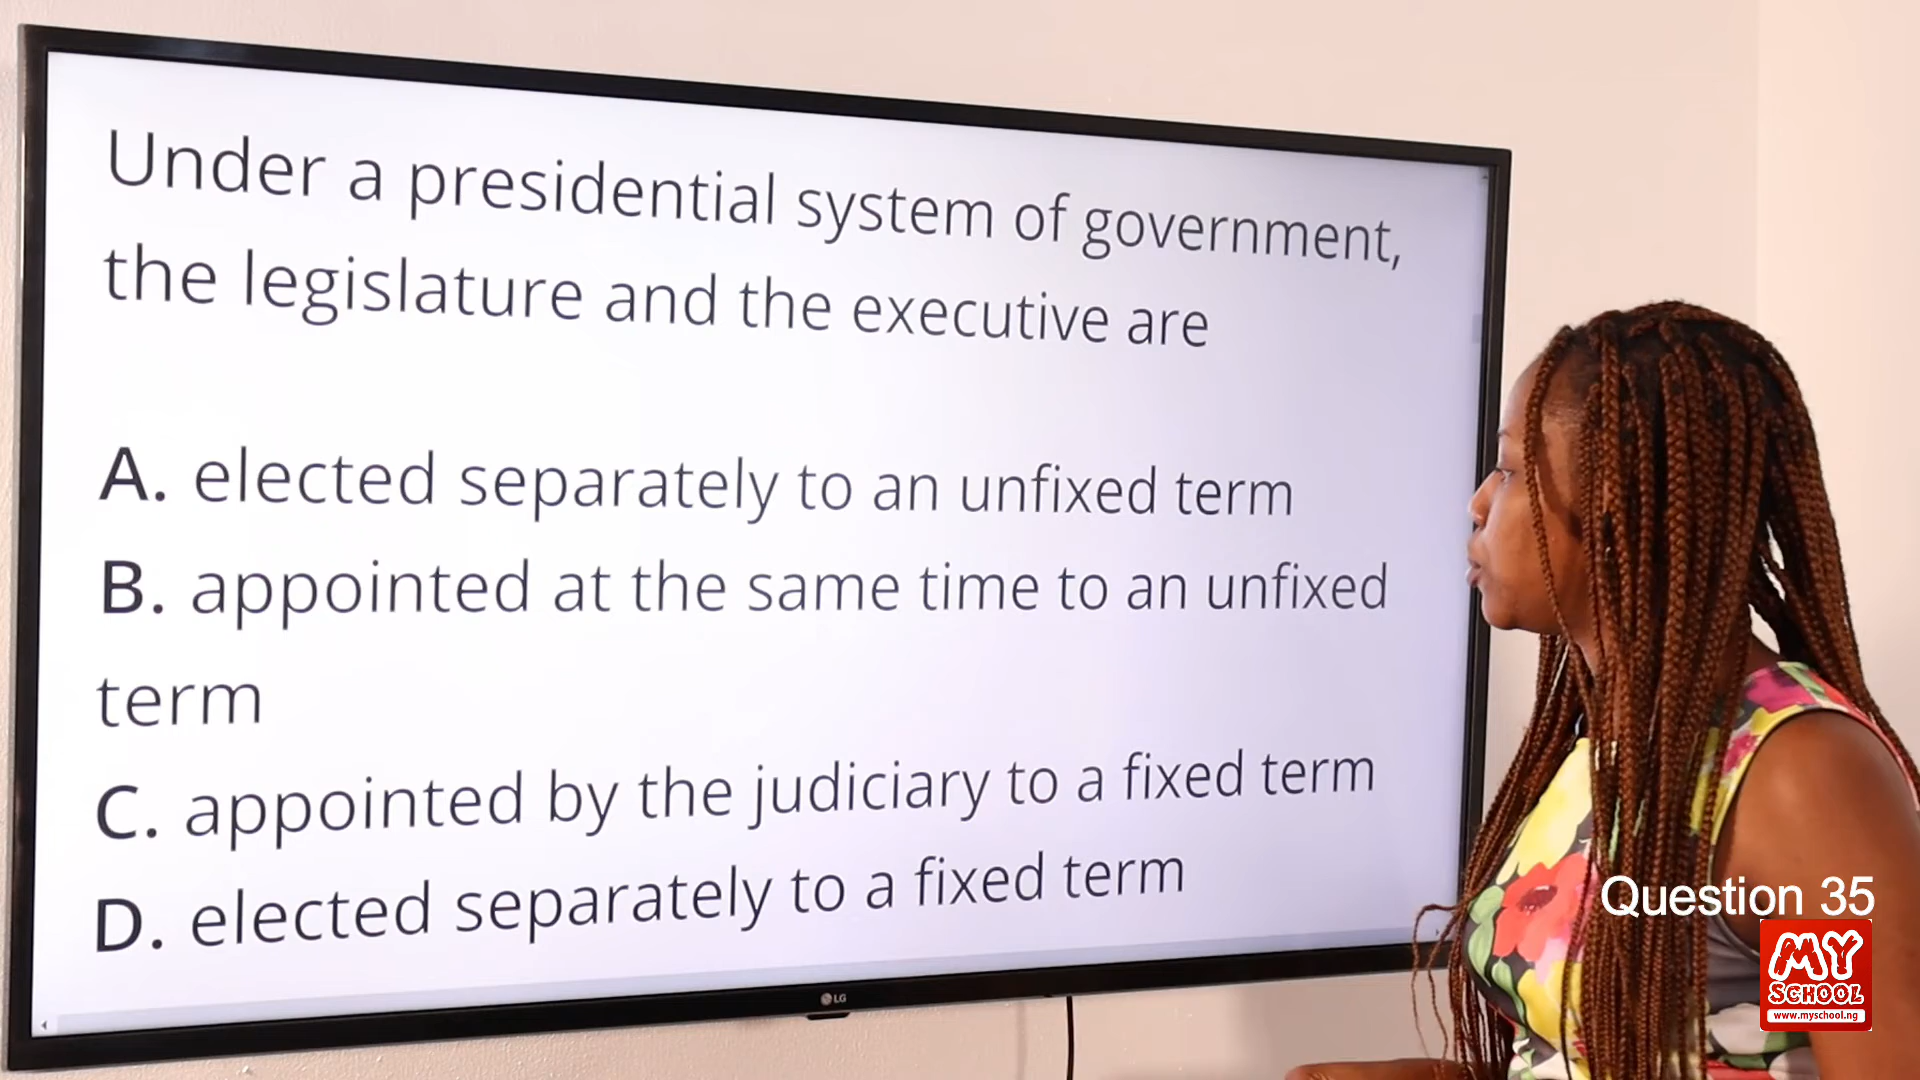 Under a presidential system of government,
the legislature and the executive are
A. elected separately to an unfixed term
B. appointed at the same time to an unfixed
term
C. appointed by the judiciary to a fixed term
D. elected separately to a fixed term
LG
Question 35
MY
SCHOOL
www.myschool.ng